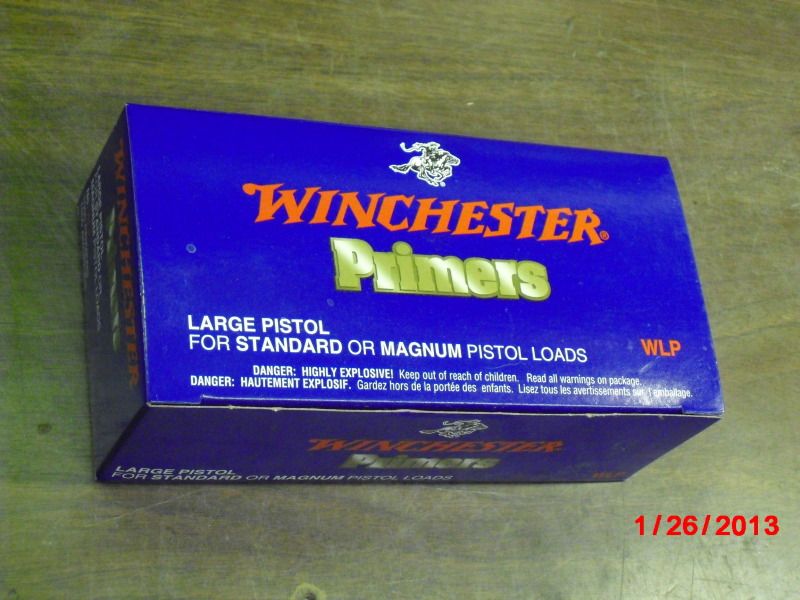 WINCHESTER®
Primers
LARGE PISTOL
FOR STANDARD OR MAGNUM PISTOL LOADS
WLP
DANGER: HIGHLY EXPLOSIVE! Keep out of reach of children. Read all warnings on package.
DANGER: HAUTEMENT EXPLOSIF. Gardez hors de la portée des enfants. Lisez tous les avertissements sur l'emballage.
WINCHESTER
Primers
LARGE PISTOL
FOR STANDARD OR MAGNUM PISTOL LOADS
WLP
WINCHESTER
1/26/2013